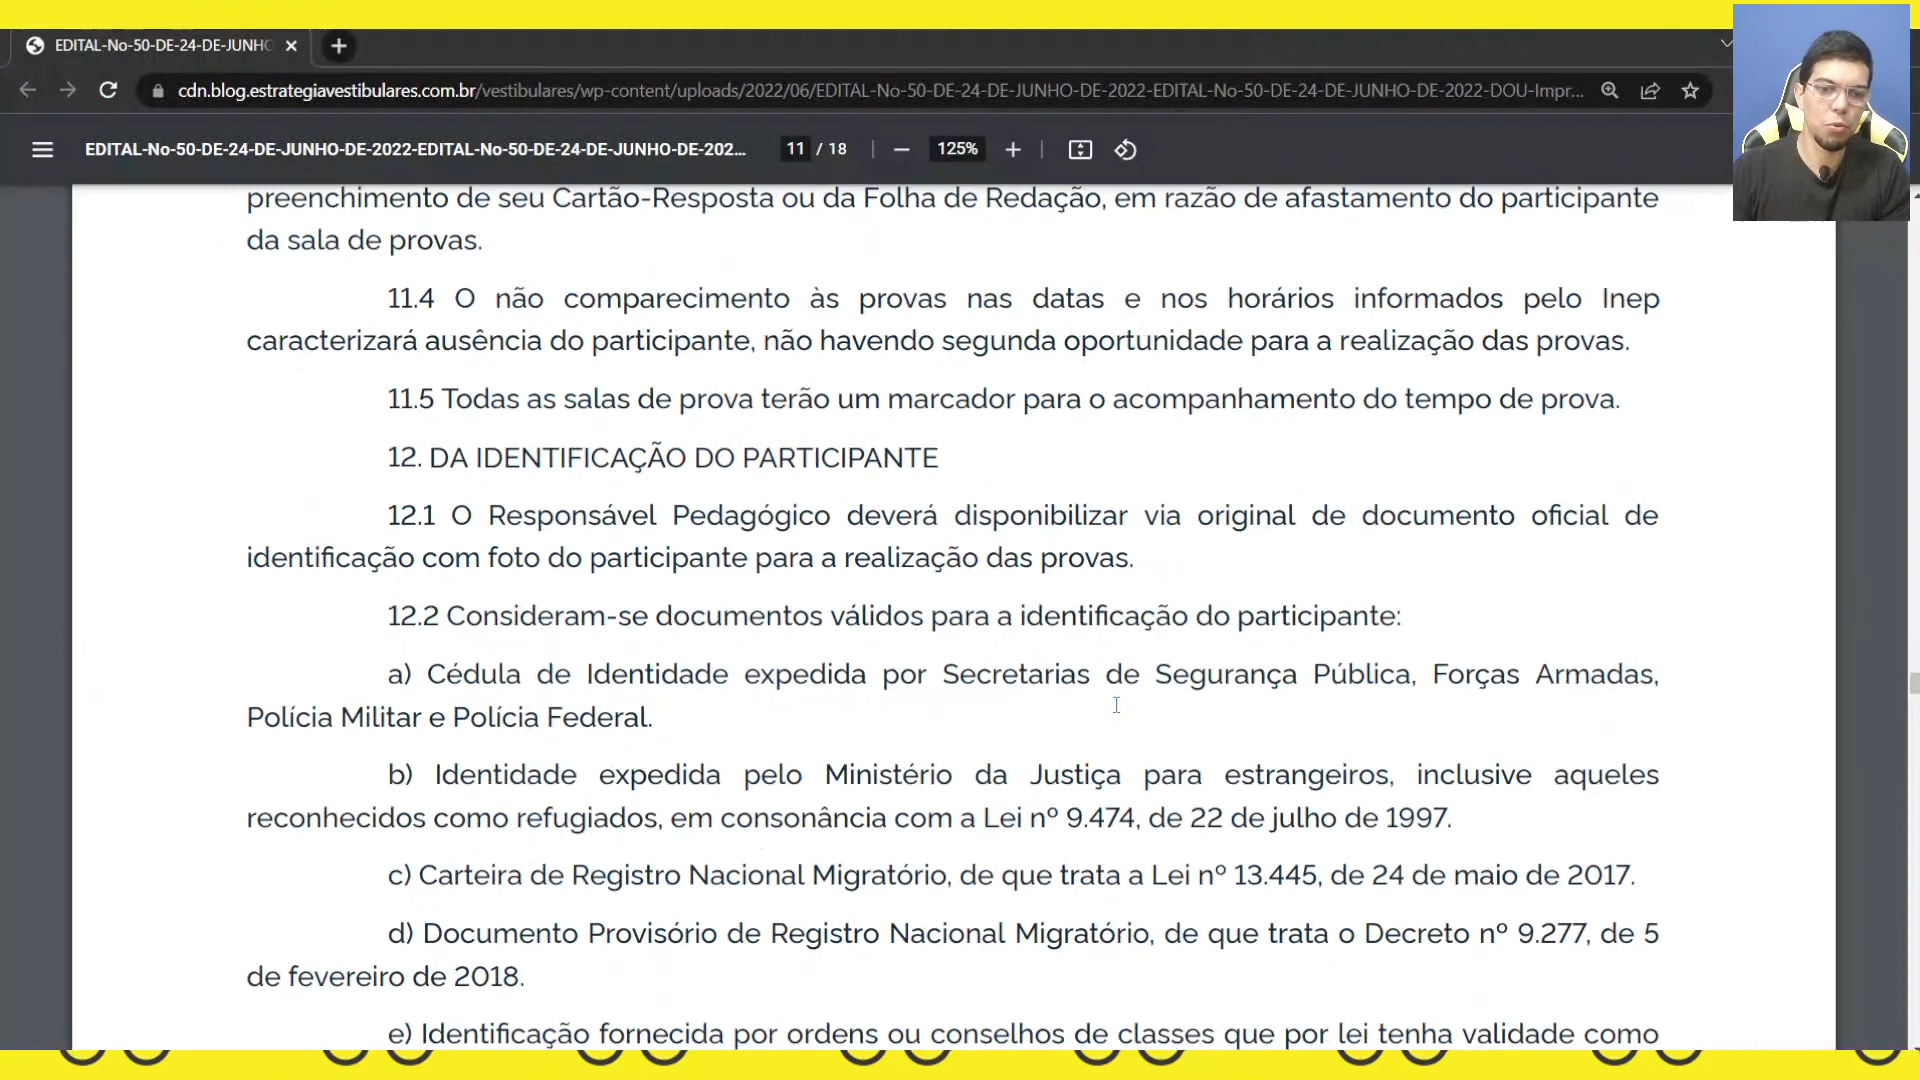 EDITAL-No-50-DE-24-DE-JUNHO
cdn.blog.estrategiavestibulares.com.br/vestibulares/wp-content/uploads/2022/06/EDITAL-No-50-DE-24-DE-JUNHO-DE-2022-EDITAL-No-50-DE-24-DE-JUNHO-DE-2022-DOU-Impr...
EDITAL-No-50-DE-24-DE-JUNHO-DE-2022-EDITAL-No-50-DE-24-DE-JUNHO-DE-202... 11 / 18 125%
preenchimento de seu Cartão-Resposta ou da Folha de Redação, em razão de afastamento do participante
da sala de provas.
11.4 O não comparecimento às provas nas datas e nos horários informados pelo Inep
caracterizará ausência do participante, não havendo segunda oportunidade para a realização das provas.
11.5 Todas as salas de prova terão um marcador para o acompanhamento do tempo de prova.
12. DA IDENTIFICAÇÃO DO PARTICIPANTE
12.1 O Responsável Pedagógico deverá disponibilizar via original de documento oficial de
identificação com foto do participante para a realização das provas.
12.2 Consideram-se documentos válidos para a identificação do participante:
a) Cédula de Identidade expedida por Secretarias de Segurança Pública, Forças Armadas,
Polícia Militar e Polícia Federal.
b) Identidade expedida pelo Ministério da Justiça para estrangeiros, inclusive aqueles
reconhecidos como refugiados, em consonância com a Lei nº 9.474, de 22 de julho de 1997.
c) Carteira de Registro Nacional Migratório, de que trata a Lei nº 13.445, de 24 de maio de 2017.
d) Documento Provisório de Registro Nacional Migratório, de que trata o Decreto nº 9.277, de 5
de fevereiro de 2018.
e) Identificação fornecida por ordens ou conselhos de classes que por lei tenha validade como